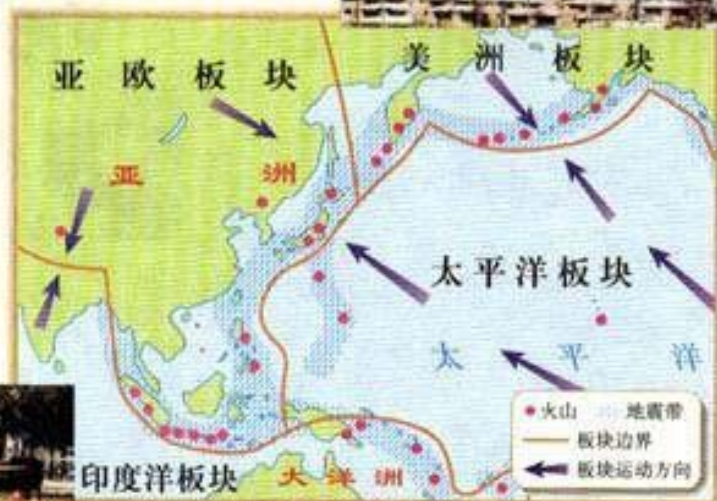 亚欧板块
美洲板块
亚洲
太平洋板块
太平洋
火山 地震带
板块边界
板块运动方向
印度洋板块
大洋洲